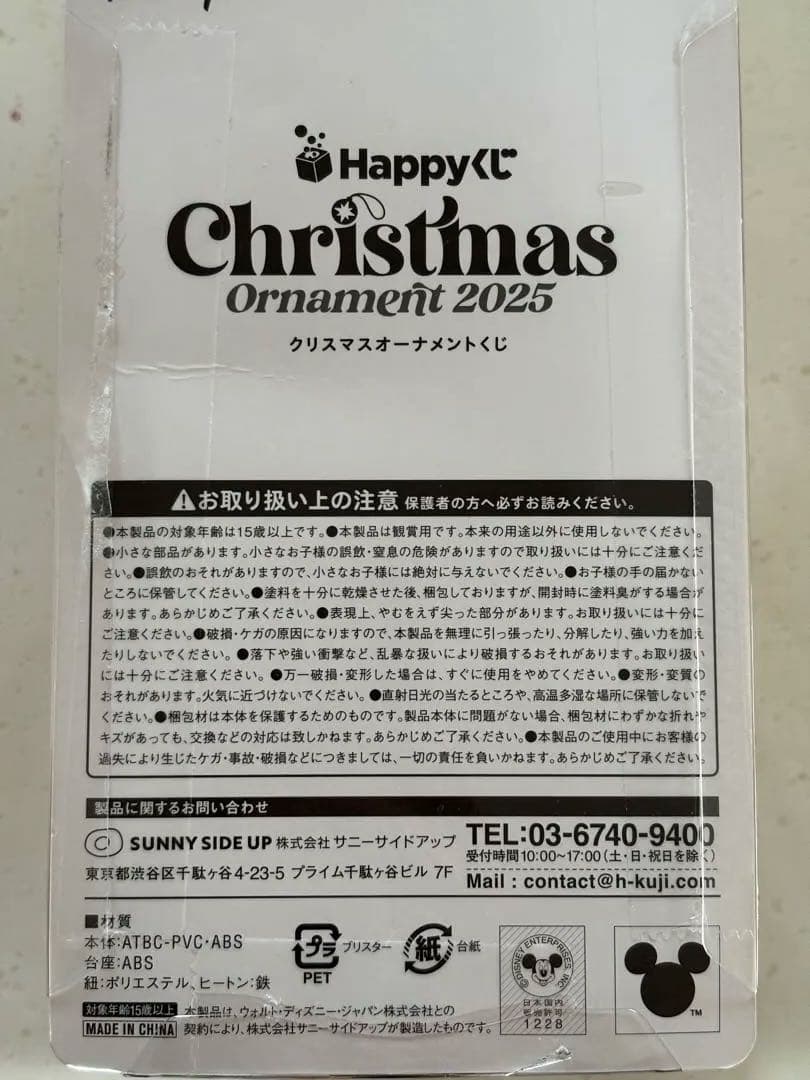 Happyくじ
Christmas
Ornament 2025
クリスマスオーナメントくじ
お取り扱い上の注意 保護者の方へ必ずお読みください。
●本製品の対象年齢は15歳以上です。●本製品は観賞用です。本来の用途以外に使用しないでください。
●小さな部品があります。小さなお子様の誤飲・窒息の危険がありますので取り扱いには十分にご注意くだ
さい。●誤飲のおそれがありますので、小さなお子様には絶対に与えないでください。●お子様の手の届かない
ところに保管してください。●塗料を十分に乾燥させた後、梱包しておりますが、開封時に塗料臭がする場合が
あります。あらかじめご了承ください。●表現上、やむをえず尖った部分があります。お取り扱いには十分に
ご注意ください。●破損・ケガの原因になりますので、本製品を無理に引っ張ったり、分解したり、強い力を加え
たりしないでください。●落下や強い衝撃など、乱暴な扱いにより破損するおそれがあります。お取り扱い
には十分ご注意ください。●万一破損・変形した場合は、すぐに使用をやめてください。●変形・変質の
おそれがあります。火気に近づけないでください。●直射日光の当たるところや、高温多湿な場所に保管しないで
ください。●梱包材は本体を保護するためのものです。製品本体に問題がない場合、梱包材にわずかな折れや
キズがあっても、交換などの対応は致しかねます。あらかじめご了承ください。●本製品のご使用中にお客様の
過失により生じたケガ・事故・破損などにつきましては、一切の責任を負いかねます。あらかじめご了承ください。
製品に関するお問い合わせ
SUNNY SIDE UP 株式会社 サニーサイドアップ
東京都渋谷区千駄ヶ谷4-23-5 プライム千駄ヶ谷ビル 7F
TEL:03-6740-9400
受付時間10:00~17:00(土・日・祝日を除く)
Mail : contact@h-kuji.com
■材質
本体:ATBC-PVC・ABS
台座:ABS
紐:ポリエステル、ヒートン:鉄
プラ ブリスター
PET
紙 台紙
©DISNEY ENTERPRISES, INC.
日本国内
販売許可
1228
TM
対象年齢15歳以上
MADE IN CHINA
本製品は、ウォルト・ディズニー・ジャパン株式会社との
契約により、株式会社サニーサイドアップが製造したものです。